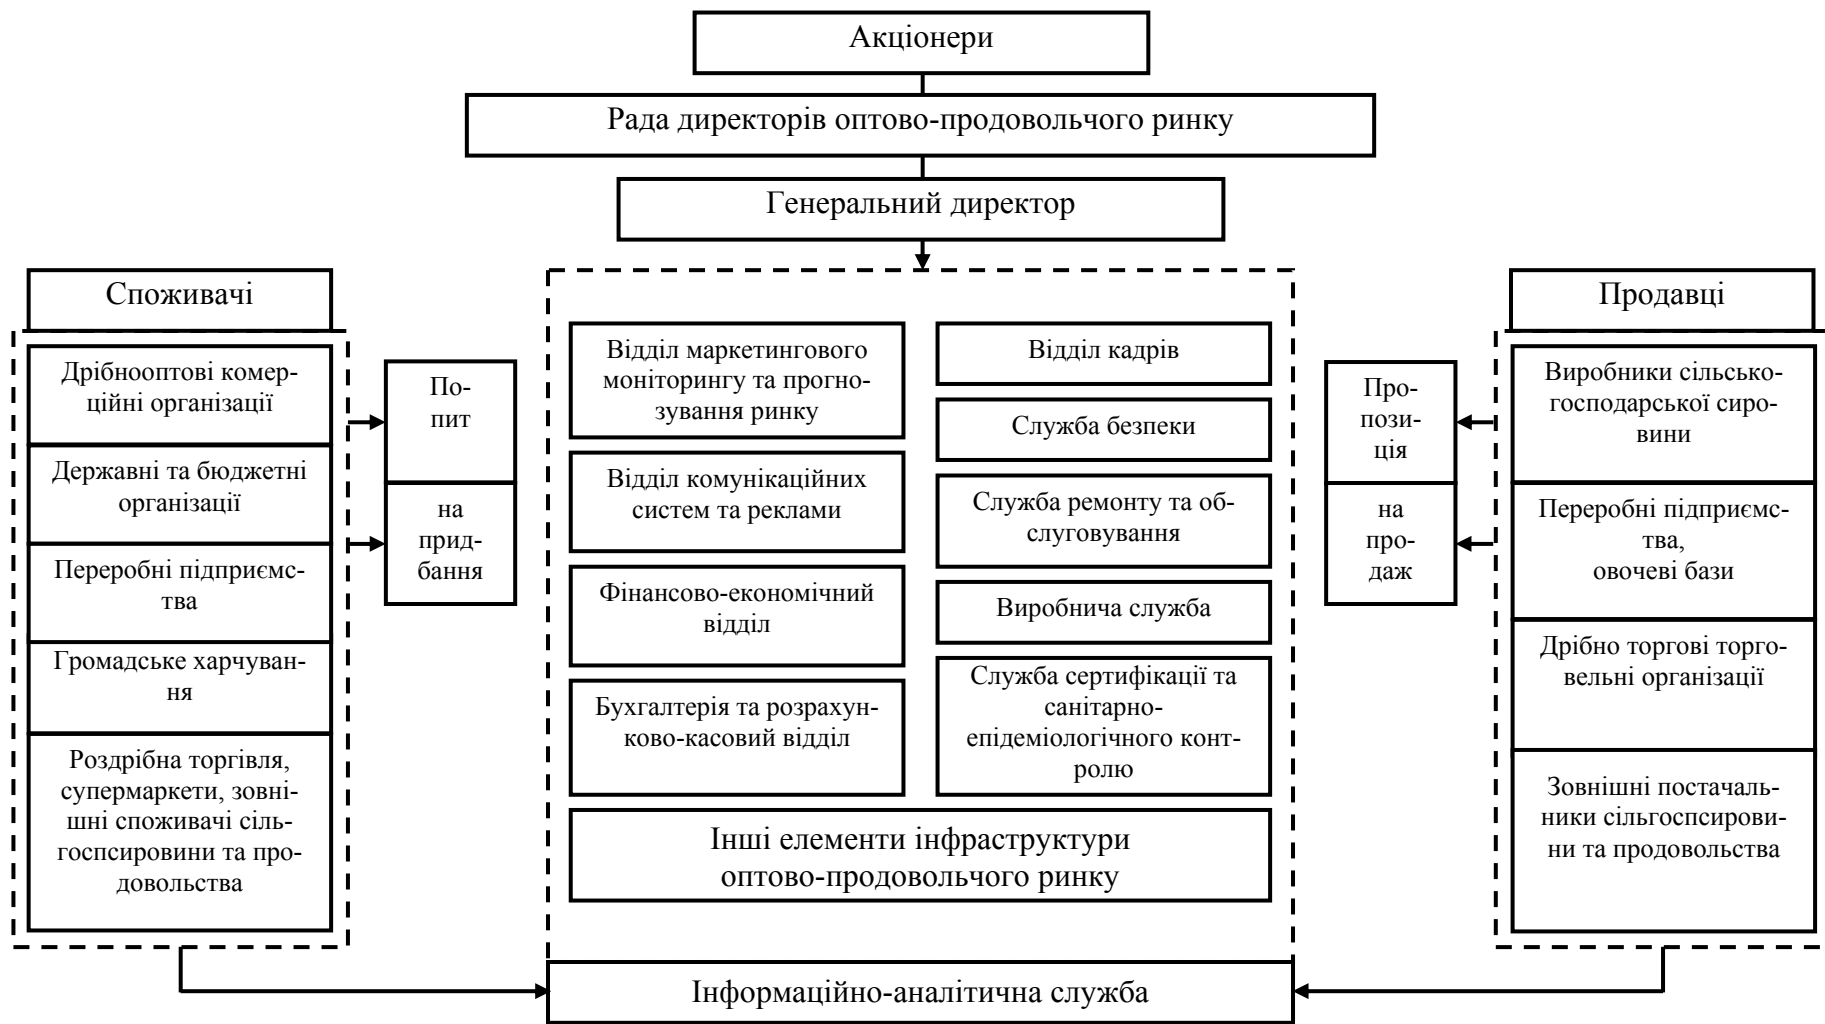 Акціонери
Рада директорів оптово-продовольчого ринку
Генеральний директор
Споживачі
Дрібнооптові комер-
ційні організації
Державні та бюджетні
організації
Переробні підприємс-
тва
Громадське харчуван-
ня
Роздрібна торгівля,
супермаркети, зовні-
шні споживачі сіль-
госпсировини та про-
довольства
По-
пит
на
прид-
бання
Відділ маркетингового
моніторингу та прогно-
зування ринку
Відділ комунікаційних
систем та реклами
Фінансово-економічний
відділ
Бухгалтерія та розрахун-
ково-касовий відділ
Відділ кадрів
Служба безпеки
Служба ремонту та об-
слуговування
Виробнича служба
Служба сертифікації та
санітарно-
епідеміологічного конт-
ролю
Інші елементи інфраструктури
оптово-продовольчого ринку
Про-
пози-
ція
на
про-
даж
Продавці
Виробники сільсько-
господарської сиро-
вини
Переробні підприємс-
тва,
овочеві бази
Дрібно торгові торго-
вельні організації
Зовнішні постачаль-
ники сільгоспсирови-
ни та продовольства
Інформаційно-аналітична служба